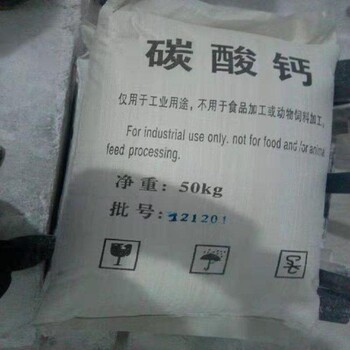 碳酸钙
仅用于工业用途，不用于食品加工或动物饲料加工。
For industrial use only. not for food and /or animal
feed processing.
净重：50kg
批号：121201